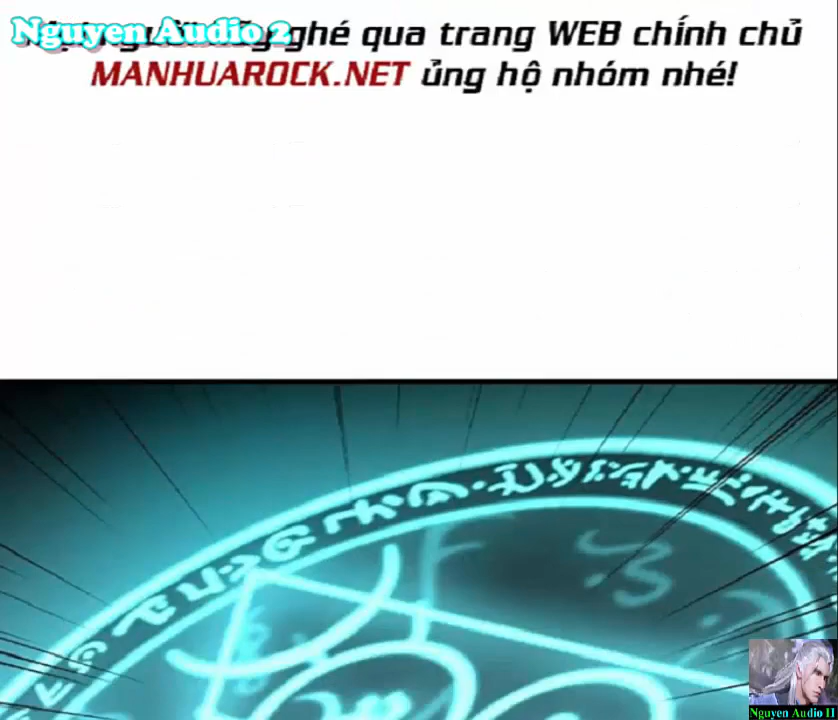 Nguyen Audio 2
ghé qua trang WEB chính chủ
MANHUAROCK.NET ủng hộ nhóm nhé!
Nguyen Audio II